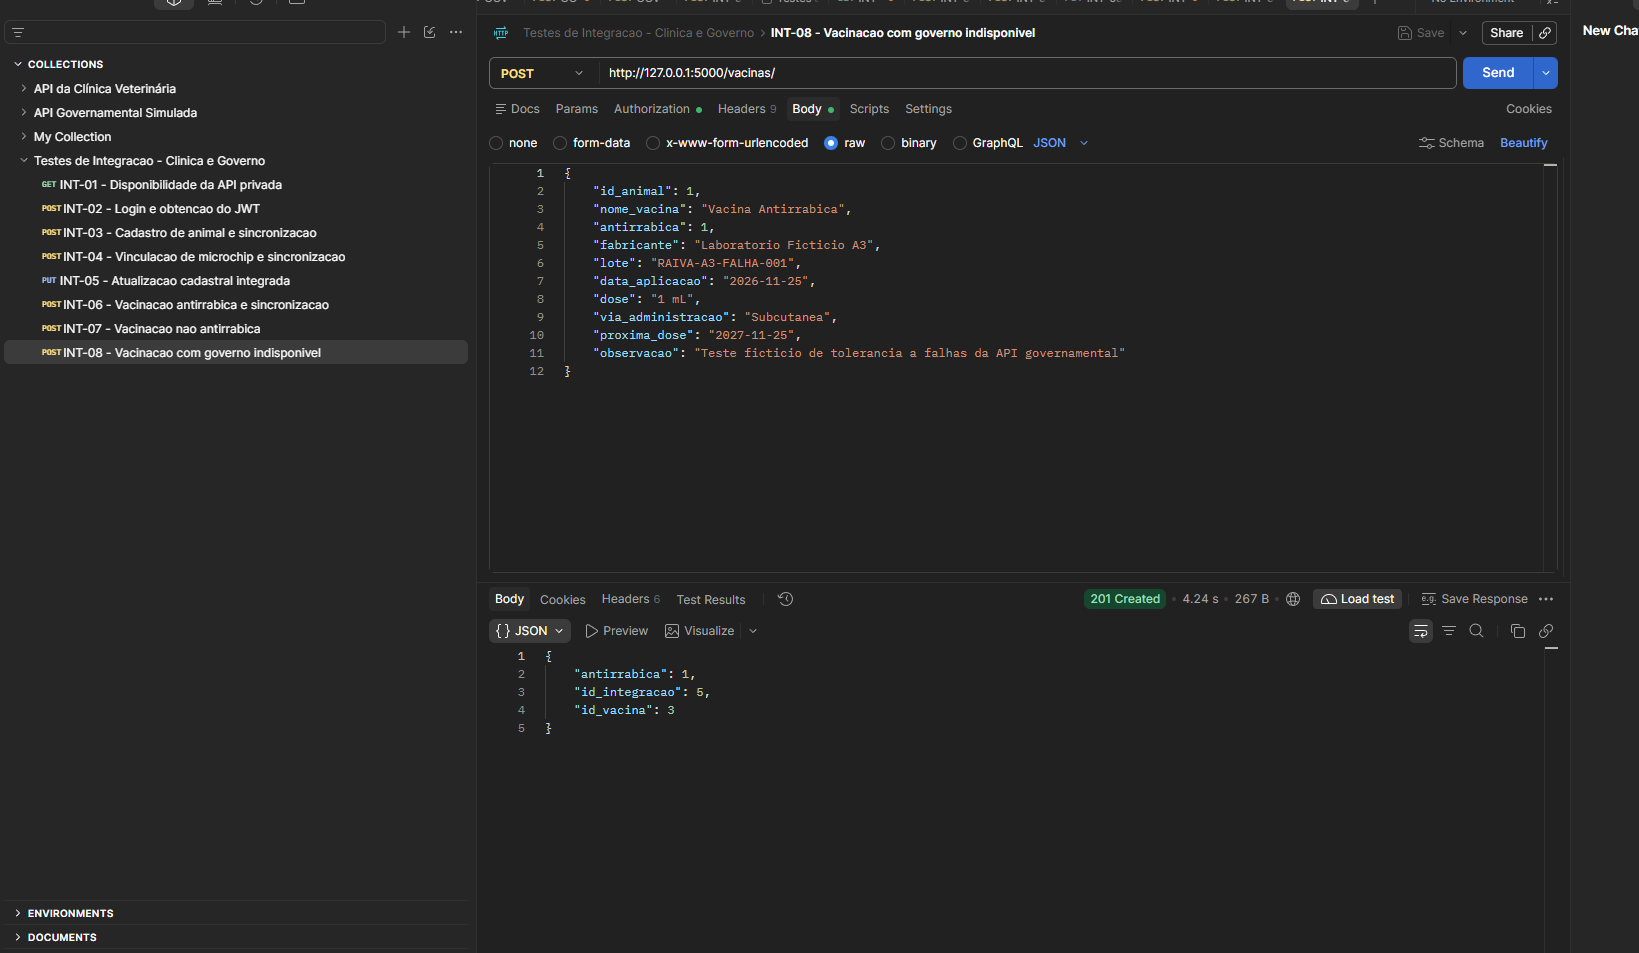 Testes de Integracao - Clinica e Governo > INT-08 - Vacinacao com governo indisponivel
Save
Share
New Cha
COLLECTIONS
API da Clínica Veterinária
API Governamental Simulada
My Collection
Testes de Integracao - Clinica e Governo
GET INT-01 - Disponibilidade da API privada
POST INT-02 - Login e obtencao do JWT
POST INT-03 - Cadastro de animal e sincronizacao
POST INT-04 - Vinculacao de microchip e sincronizacao
PUT INT-05 - Atualizacao cadastral integrada
POST INT-06 - Vacinacao antirrabica e sincronizacao
POST INT-07 - Vacinacao nao antirrabica
POST INT-08 - Vacinacao com governo indisponivel
ENVIRONMENTS
DOCUMENTS
POST http://127.0.0.1:5000/vacinas/ Send
Docs Params Authorization Headers 9 Body Scripts Settings Cookies
none form-data x-www-form-urlencoded raw binary GraphQL JSON Schema Beautify
1 {
2 "id_animal": 1,
3 "nome_vacina": "Vacina Antirrabica",
4 "antirrabica": 1,
5 "fabricante": "Laboratorio Ficticio A3",
6 "lote": "RAIVA-A3-FALHA-001",
7 "data_aplicacao": "2026-11-25",
8 "dose": "1 mL",
9 "via_administracao": "Subcutanea",
10 "proxima_dose": "2027-11-25",
11 "observacao": "Teste ficticio de tolerancia a falhas da API governamental"
12 }
Body Cookies Headers 6 Test Results 201 Created 4.24 s 267 B Load test e.g. Save Response
{} JSON Preview Visualize
1 {
2 "antirrabica": 1,
3 "id_integracao": 5,
4 "id_vacina": 3
5 }